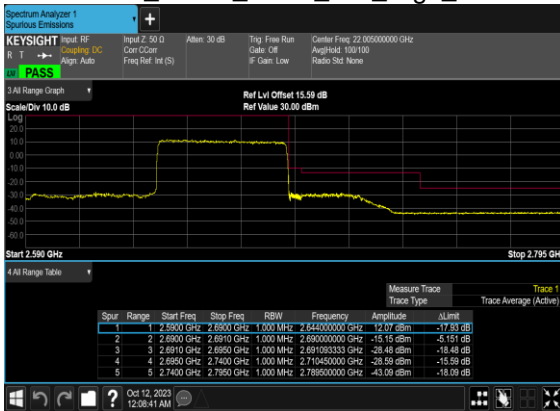 Spectrum Analyzer 1
Spurious Emissions
KEYSIGHT
R T
LXI
PASS
Input: RF
Coupling: DC
Align: Auto
Input Z: 50 Ω
Corr CCorr
Freq Ref: Int (S)
Atten: 30 dB
Trig: Free Run
Gate: Off
IF Gain: Low
Center Freq: 22.005000000 GHz
Avg|Hold: 100/100
Radio Std: None
3 All Range Graph
Scale/Div 10.0 dB
Ref Lvl Offset 15.59 dB
Ref Value 30.00 dBm
Log
20.0
10.0
0.00
-10.0
-20.0
-30.0
-40.0
-50.0
-60.0
Start 2.590 GHz
Stop 2.795 GH
4 All Range Table
Measure Trace Trace 1
Trace Type Trace Average (Active)
Spur Range Start Freq Stop Freq RBW Frequency Amplitude ΔLimit
1 1 2.5900 GHz 2.6900 GHz 1.000 MHz 2.644000000 GHz 12.07 dBm -17.93 dB
2 2 2.6900 GHz 2.6910 GHz 1.000 MHz 2.690000000 GHz -15.15 dBm -5.151 dB
3 3 2.6910 GHz 2.6950 GHz 1.000 MHz 2.691093333 GHz -28.48 dBm -18.48 dB
4 4 2.6950 GHz 2.7400 GHz 1.000 MHz 2.710450000 GHz -28.59 dBm -15.59 dB
5 5 2.7400 GHz 2.7950 GHz 1.000 MHz 2.789500000 GHz -43.09 dBm -18.09 dB
Oct 12, 2023
12:08:41 AM